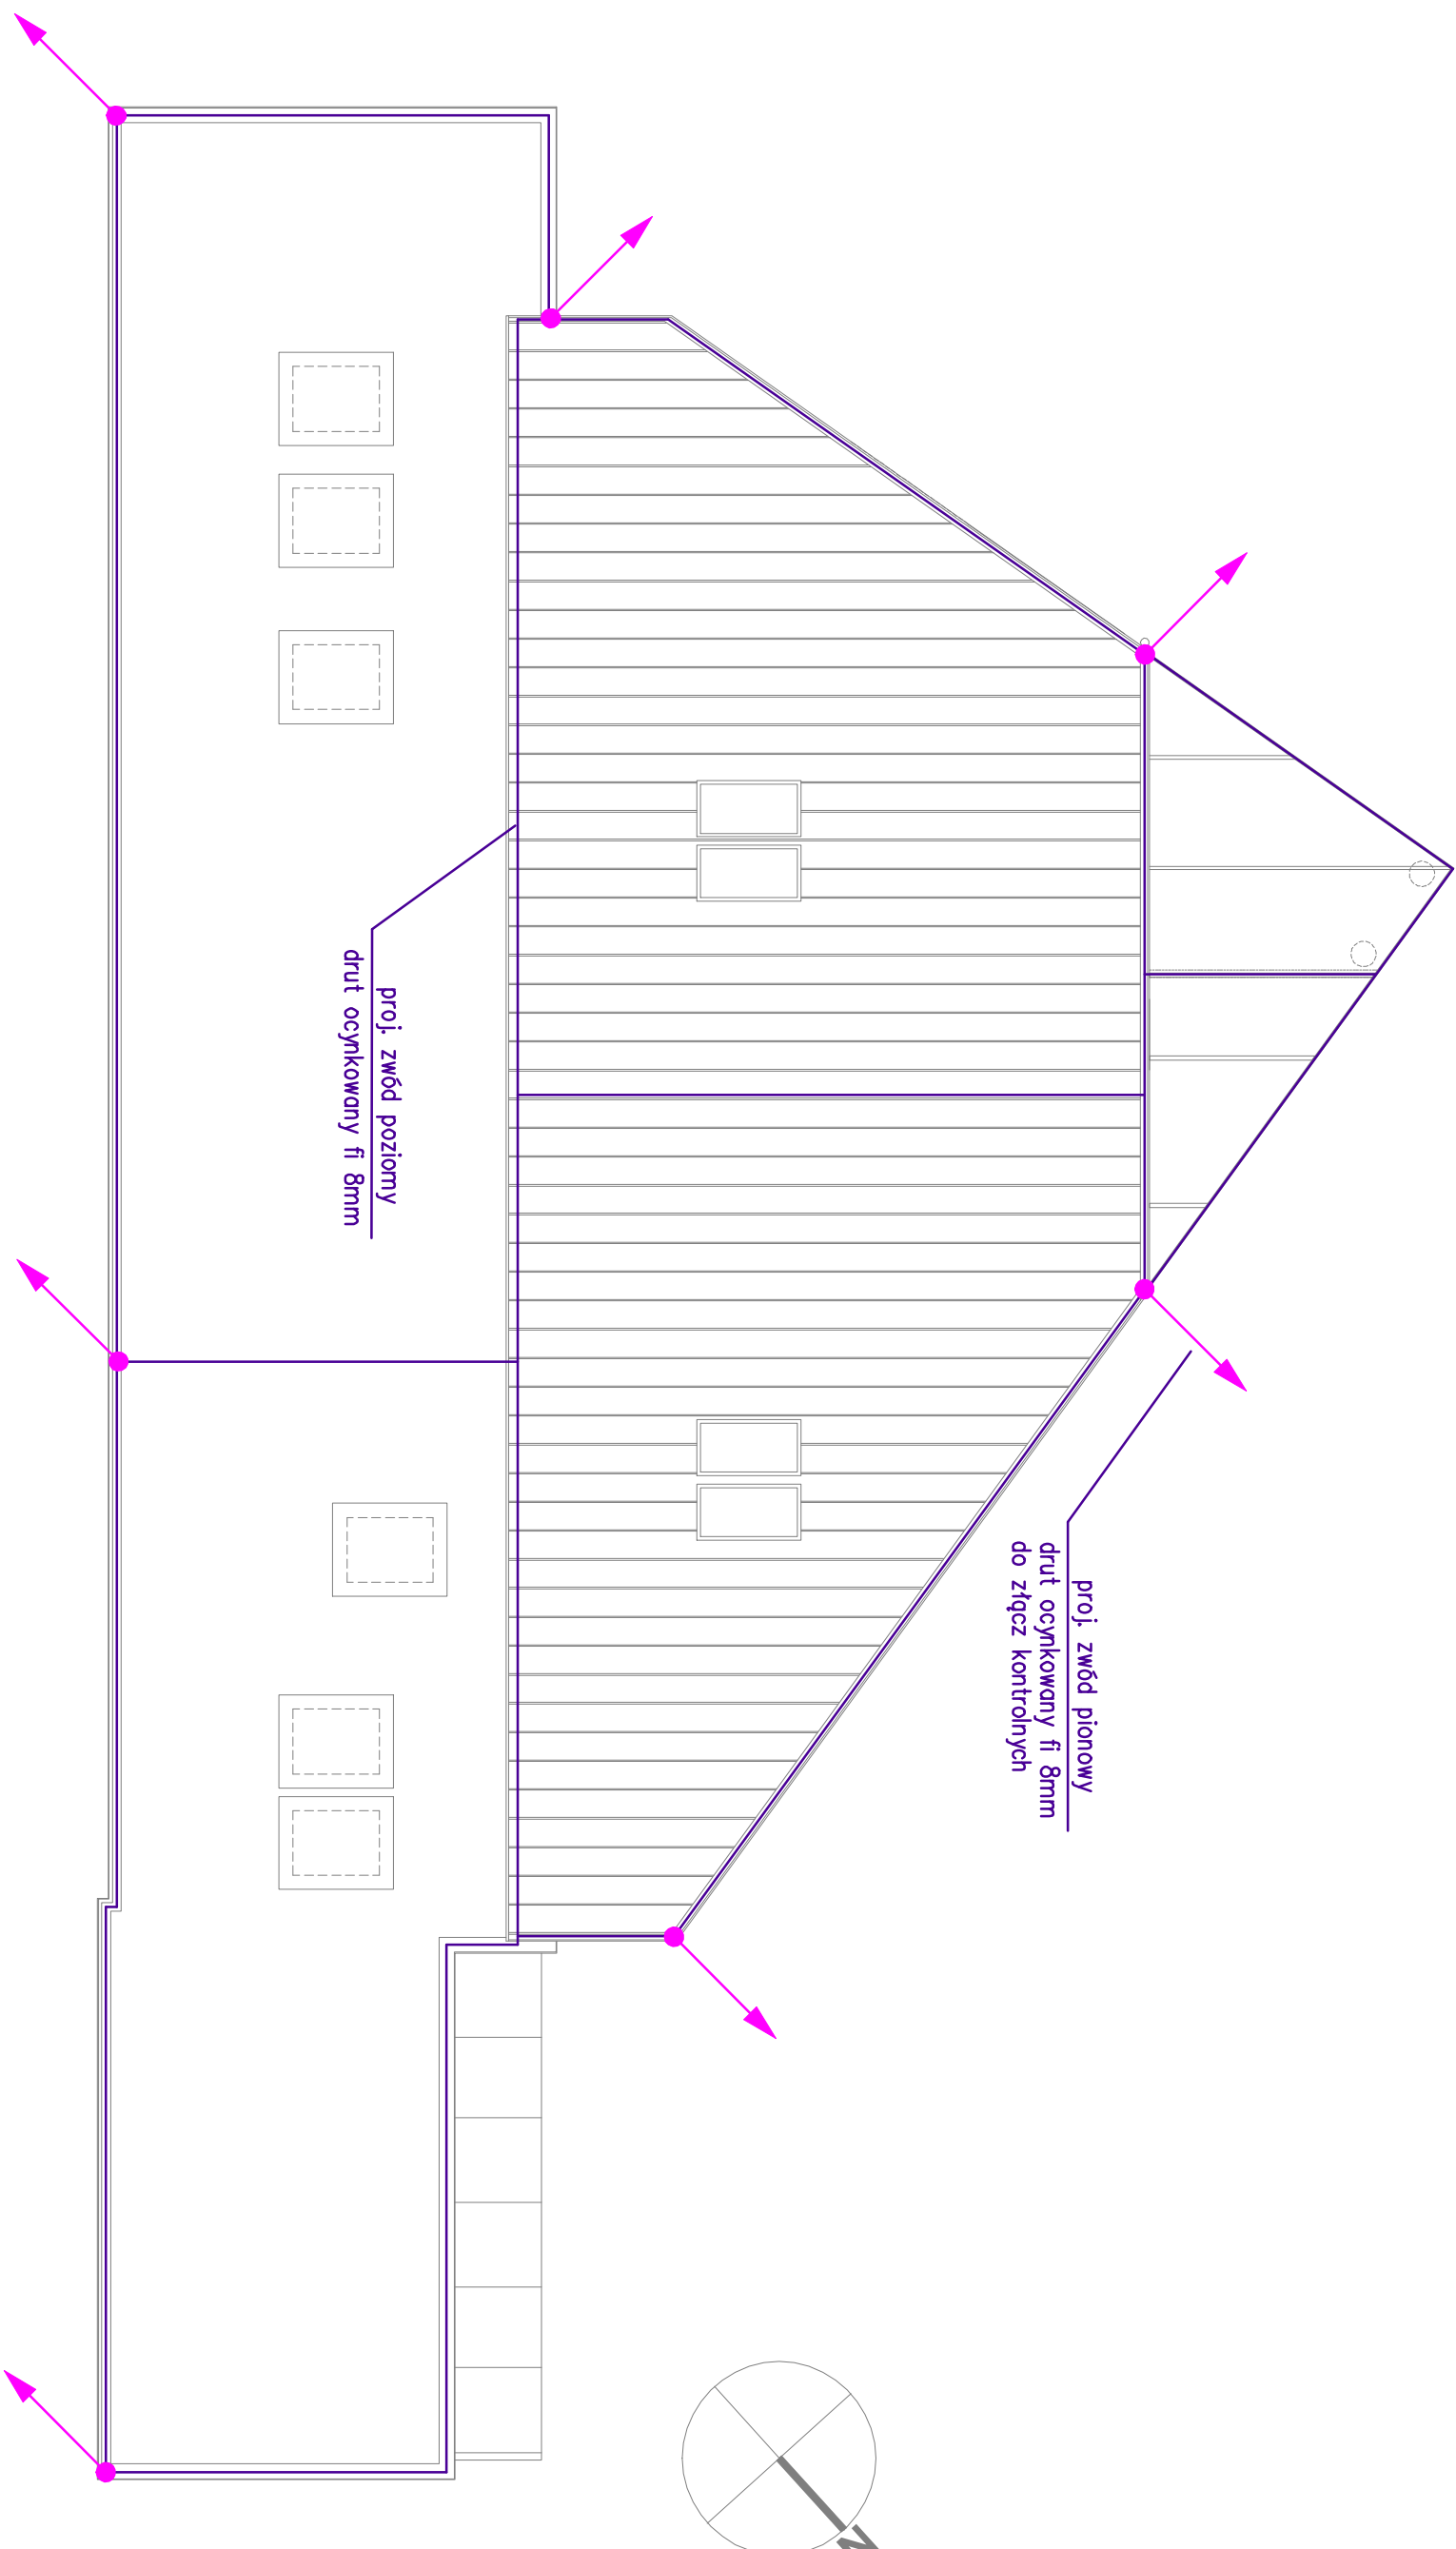 proj. zwód poziomy
drut ocynkowany fi 8mm
proj. zwód pionowy
drut ocynkowany fi 8mm
do złącz kontrolnych
N